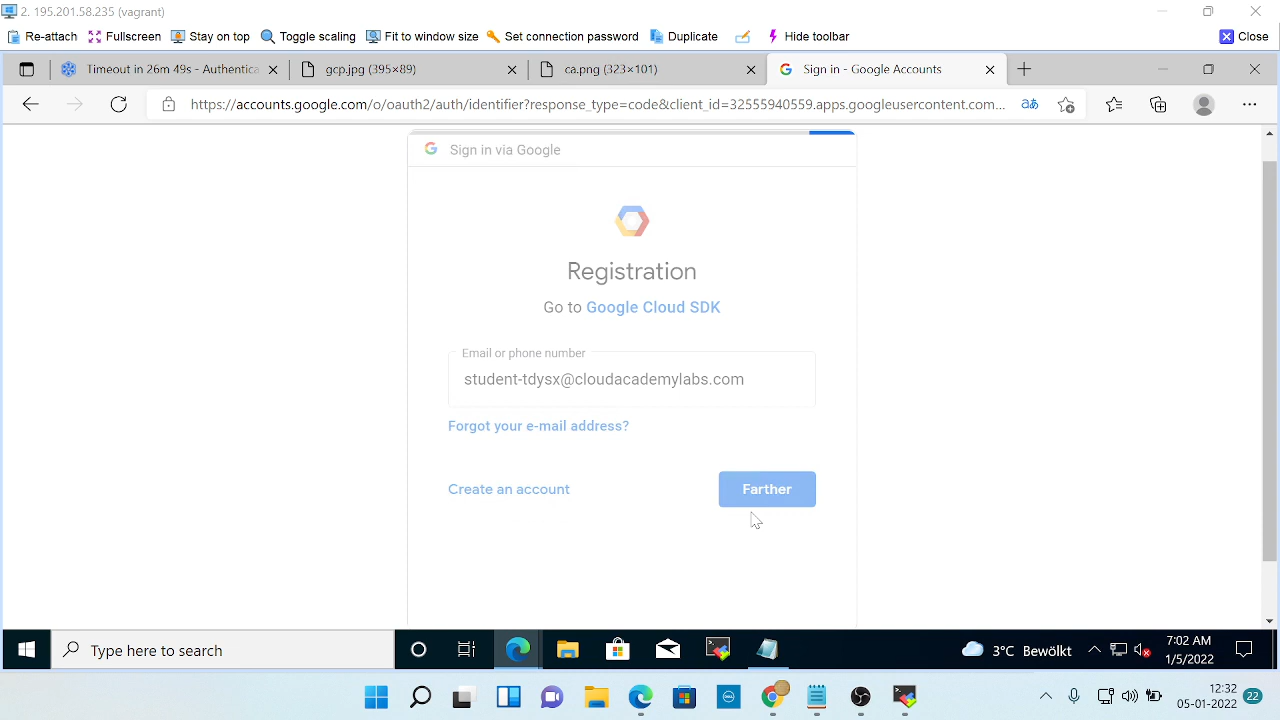 2. 195.201.58.235 (vagrant)
Re-attach Fullscreen Stay on top Toggle scaling Fit to window size Set connection password Duplicate Hide toolbar Close
Timeout in 26m 49s - Authentica gcp.jpg (395×89) ca.png (323×101) Sign in - Google Accounts
https://accounts.google.com/o/oauth2/auth/identifier?response_type=code&client_id=32555940559.apps.googleusercontent.com...
Sign in via Google
Registration
Go to Google Cloud SDK
Email or phone number
student-tdysx@cloudacademylabs.com
Forgot your e-mail address?
Create an account Farther
Type here to search 3°C Bewölkt 7:02 AM
1/5/2022
DELL 12:32
05-01-2022 22